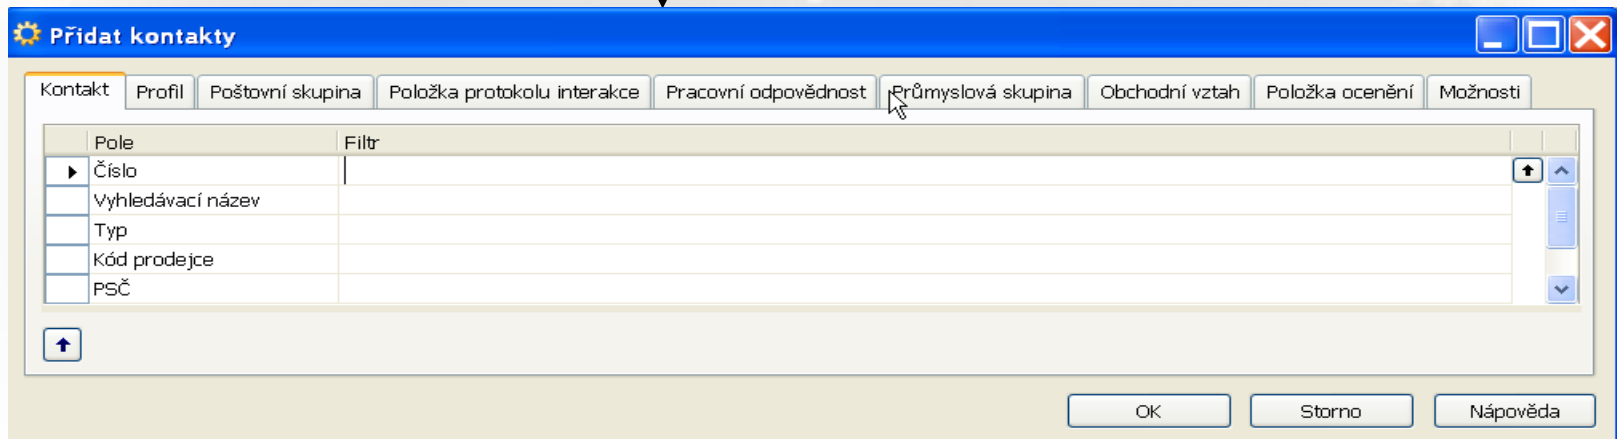 Přidat kontakty
Kontakt Profil Poštovní skupina Položka protokolu interakce Pracovní odpovědnost Průmyslová skupina Obchodní vztah Položka ocenění Možnosti
Pole Filtr
Číslo
Vyhledávací název
Typ
Kód prodejce
PSČ
OK Storno Nápověda